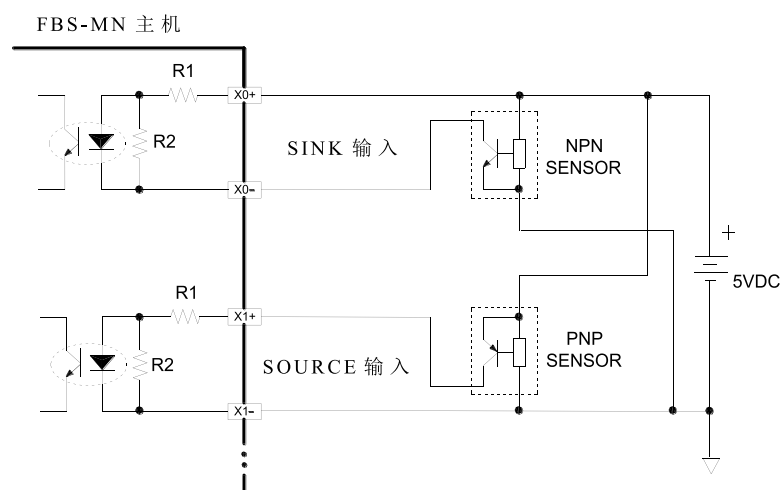 FBS-MN 主机
R1
X0+
R2
SINK 输入
NPN
SENSOR
X0-
+
5VDC
R1
X1+
R2
SOURCE 输入
PNP
SENSOR
X1-